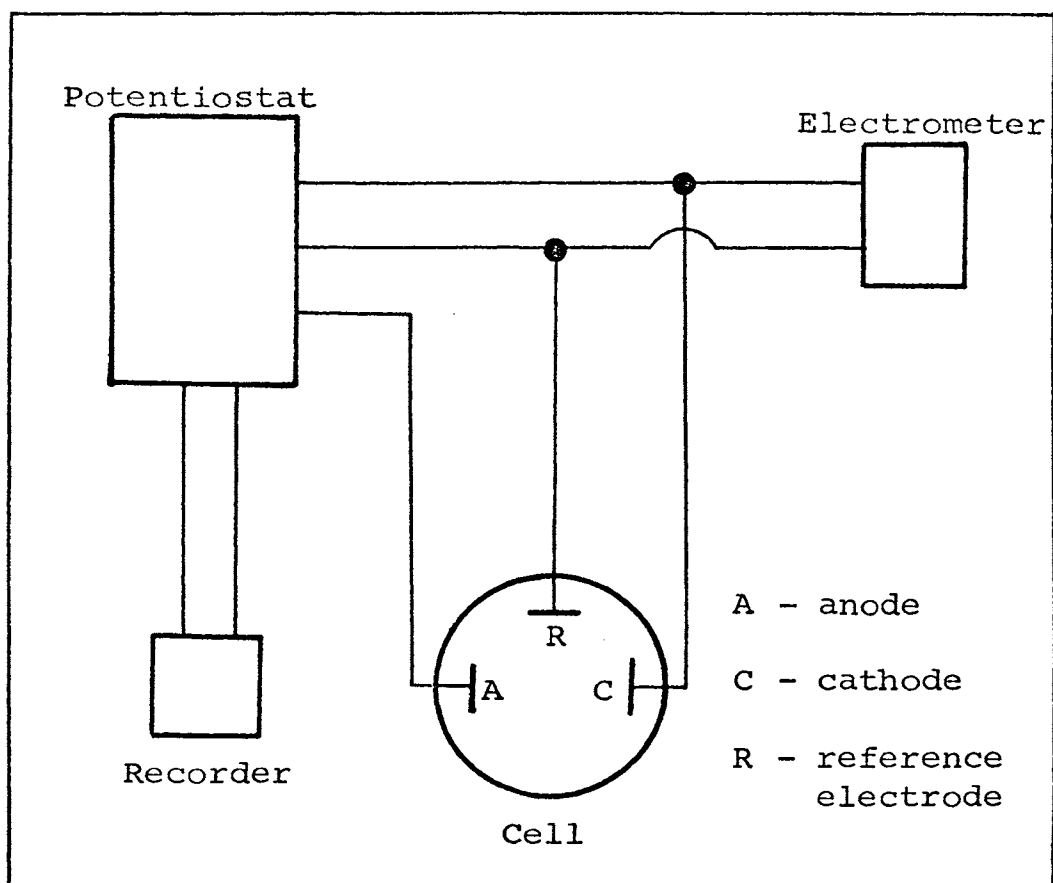 Potentiostat
Electrometer
R
A
C
A - anode
C - cathode
R - reference
electrode
Recorder
Cell